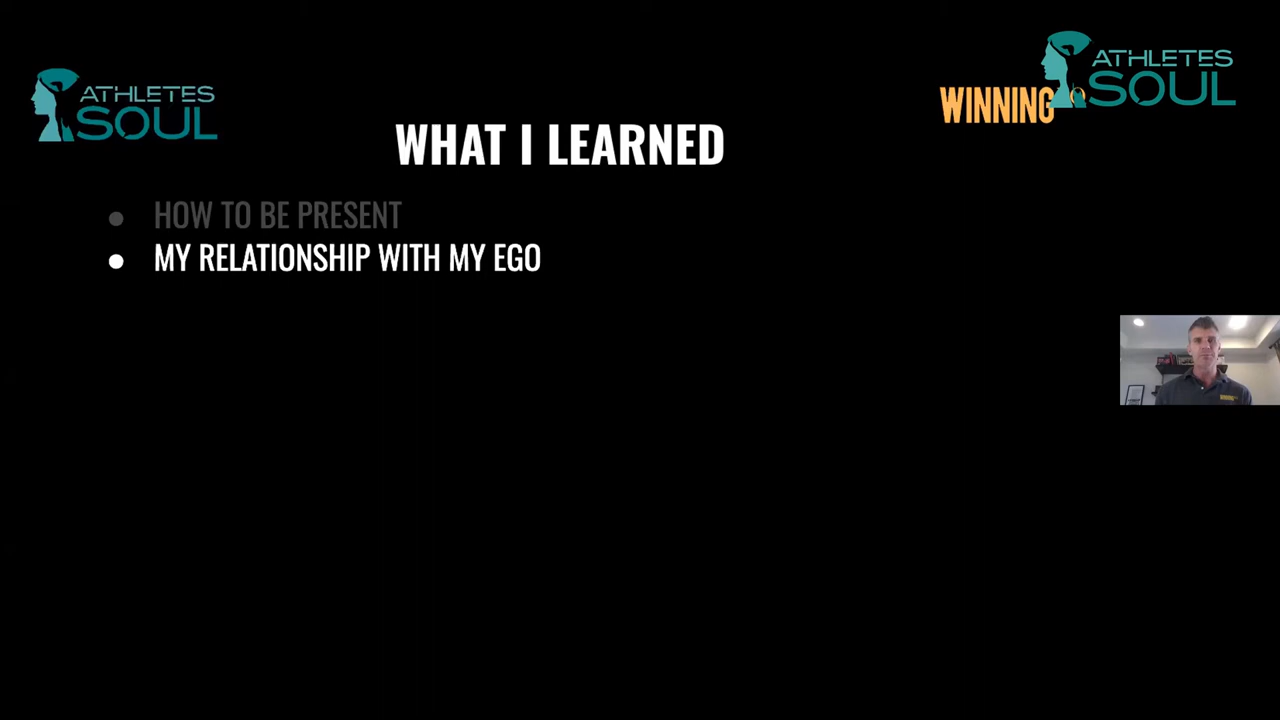 ATHLETES
SOUL
WINNING
ATHLETES
SOUL
WHAT I LEARNED
● HOW TO BE PRESENT
● MY RELATIONSHIP WITH MY EGO